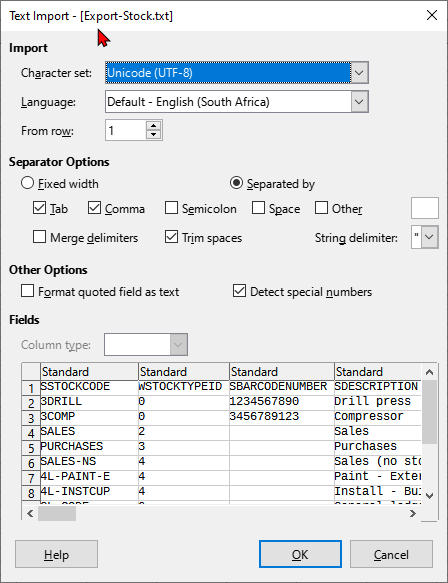 Text Import - [Export-Stock.txt]
Import
Character set: Unicode (UTF-8)
Language: Default - English (South Africa)
From row: 1
Separator Options
Fixed width Separated by
Tab Comma Semicolon Space Other
Merge delimiters Trim spaces String delimiter: "
Other Options
Format quoted field as text Detect special numbers
Fields
Column type:
Standard Standard Standard Standard
1 SSTOCKCODE WSTOCKTYPEID SBARCODENUMBER SDESCRIPTION
2 3DRILL 0 1234567890 Drill press
3 3COMP 0 3456789123 Compressor
4 SALES 2 Sales
5 PURCHASES 3 Purchases
6 SALES-NS 4 Sales (no sto
7 4L-PAINT-E 4 Paint - Exter
8 4L-INSTCUP 4 Install - Bui
Help OK Cancel